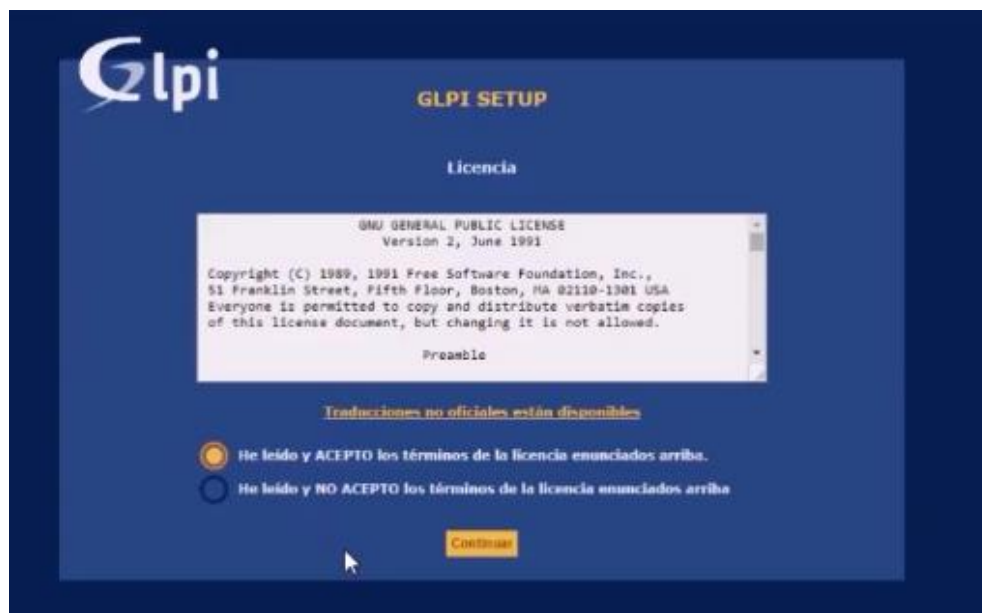 Glpi
GLPI SETUP
Licencia
GNU GENERAL PUBLIC LICENSE
Version 2, June 1991
Copyright (C) 1989, 1991 Free Software Foundation, Inc.,
51 Franklin Street, Fifth Floor, Boston, MA 02110-1301 USA
Everyone is permitted to copy and distribute verbatim copies
of this license document, but changing it is not allowed.
Preamble
Traducciones no oficiales están disponibles
He leído y ACEPTO los términos de la licencia enunciados arriba.
He leído y NO ACEPTO los términos de la licencia enunciados arriba
Continuar